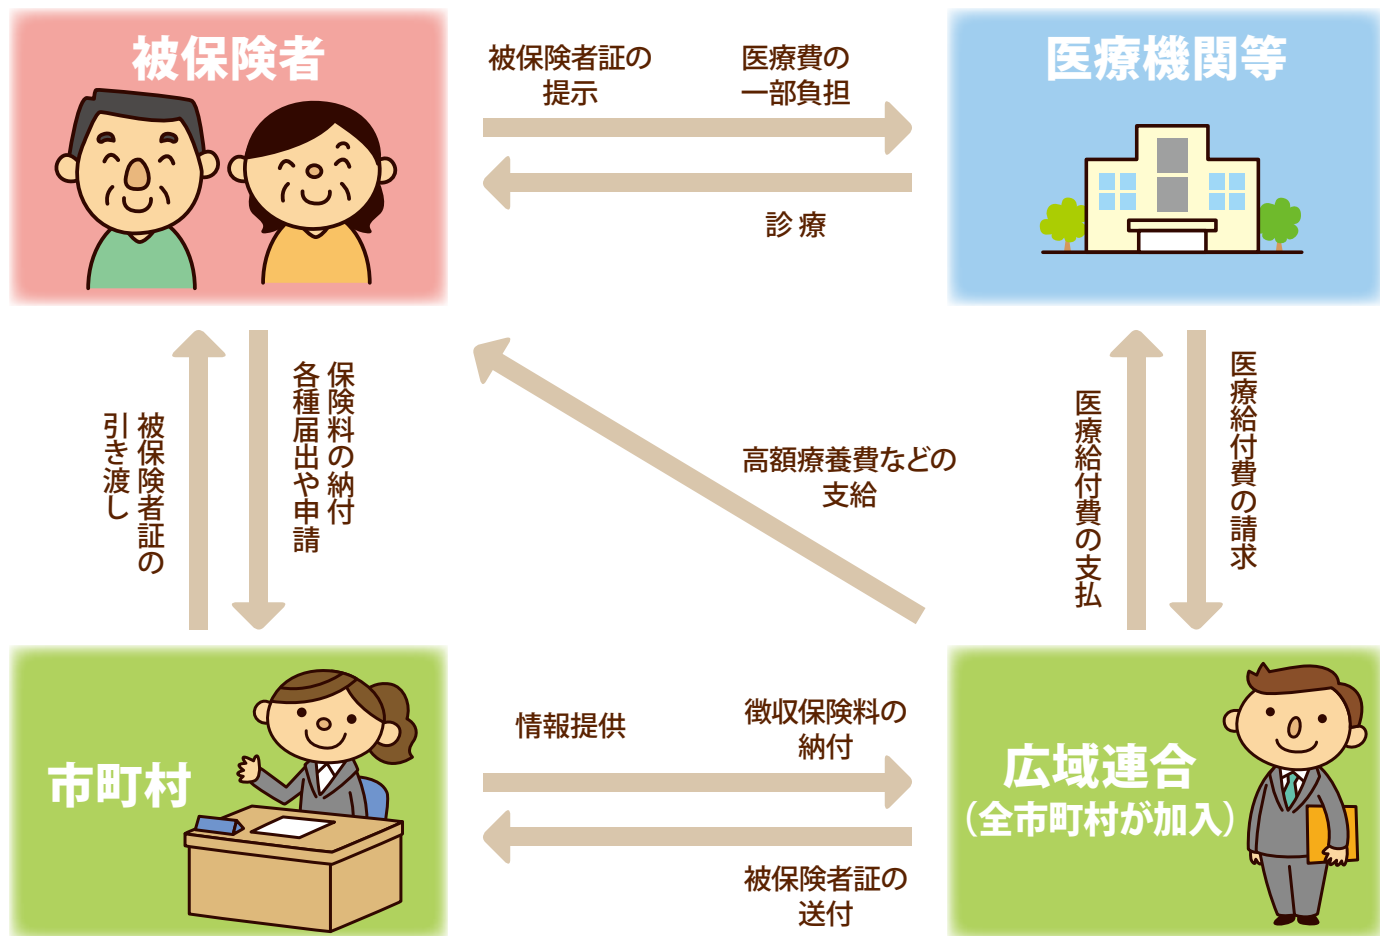 被保険者
被保険者証の
提示
医療費の
一部負担
医療機関等
診療
被保険者証の
引き渡し
保険料の納付
各種届出や申請
高額療養費などの
支給
医療給付費の支払
医療給付費の請求
市町村
情報提供
徴収保険料の
納付
被保険者証の
送付
広域連合
（全市町村が加入）